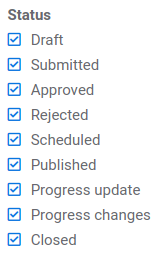 Status
Draft
Submitted
Approved
Rejected
Scheduled
Published
Progress update
Progress changes
Closed